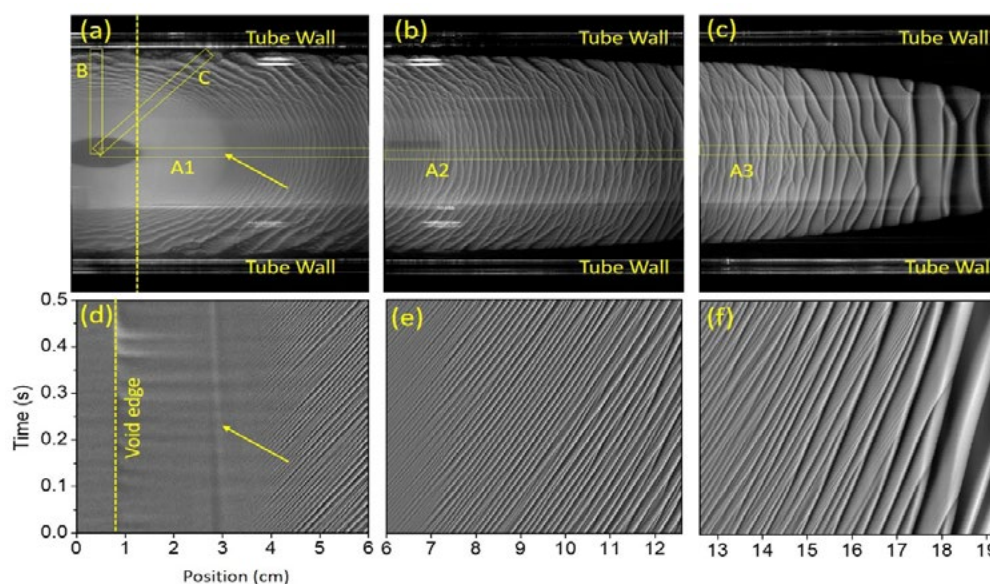 (a)
Tube Wall
B
C
A1
Tube Wall
(b)
Tube Wall
A2
Tube Wall
(c)
Tube Wall
A3
Tube Wall
(d)
Void edge
Time (s)
0.5
0.4
0.3
0.2
0.1
0.0
0 1 2 3 4 5 6
Position (cm)
(e)
6 7 8 9 10 11 12
(f)
13 14 15 16 17 18 19